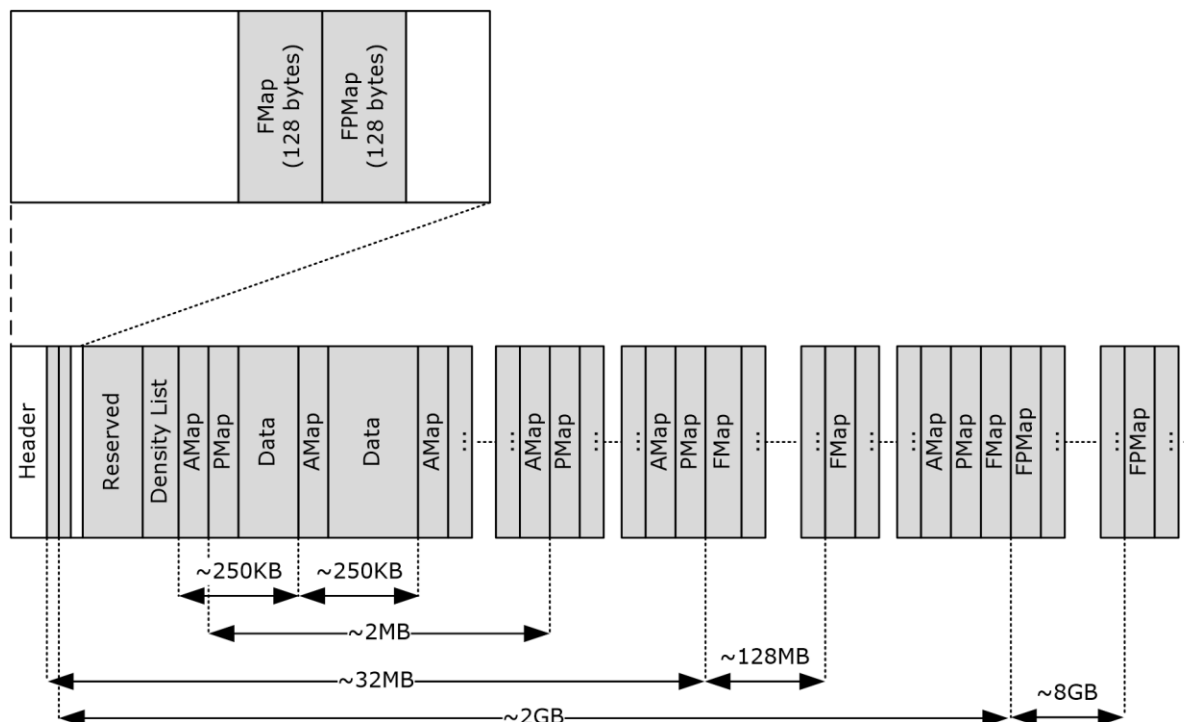 FMap
(128 bytes)
FPMap
(128 bytes)
Header
Reserved
Density List
AMap
PMap
Data
AMap
Data
AMap
...
...
AMap
PMap
...
...
AMap
PMap
FMap
...
FMap
...
...
AMap
PMap
FMap
FPMap
...
...
FPMap
...
~250KB
~250KB
~2MB
~128MB
~32MB
~8GB
~2GB